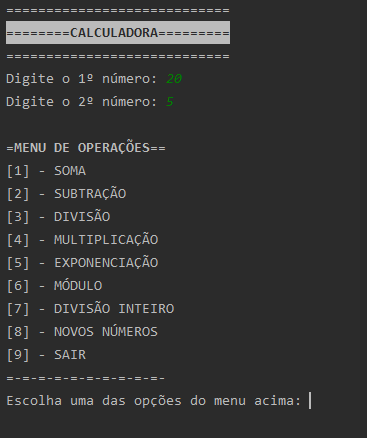 ============================
========CALCULADORA=========
============================
Digite o 1º número: 20
Digite o 2º número: 5
=MENU DE OPERAÇÕES==
[1] - SOMA
[2] - SUBTRAÇÃO
[3] - DIVISÃO
[4] - MULTIPLICAÇÃO
[5] - EXPONENCIAÇÃO
[6] - MÓDULO
[7] - DIVISÃO INTEIRO
[8] - NOVOS NÚMEROS
[9] - SAIR
=-=-=-=-=-=-=-=-=-=-
Escolha uma das opções do menu acima: